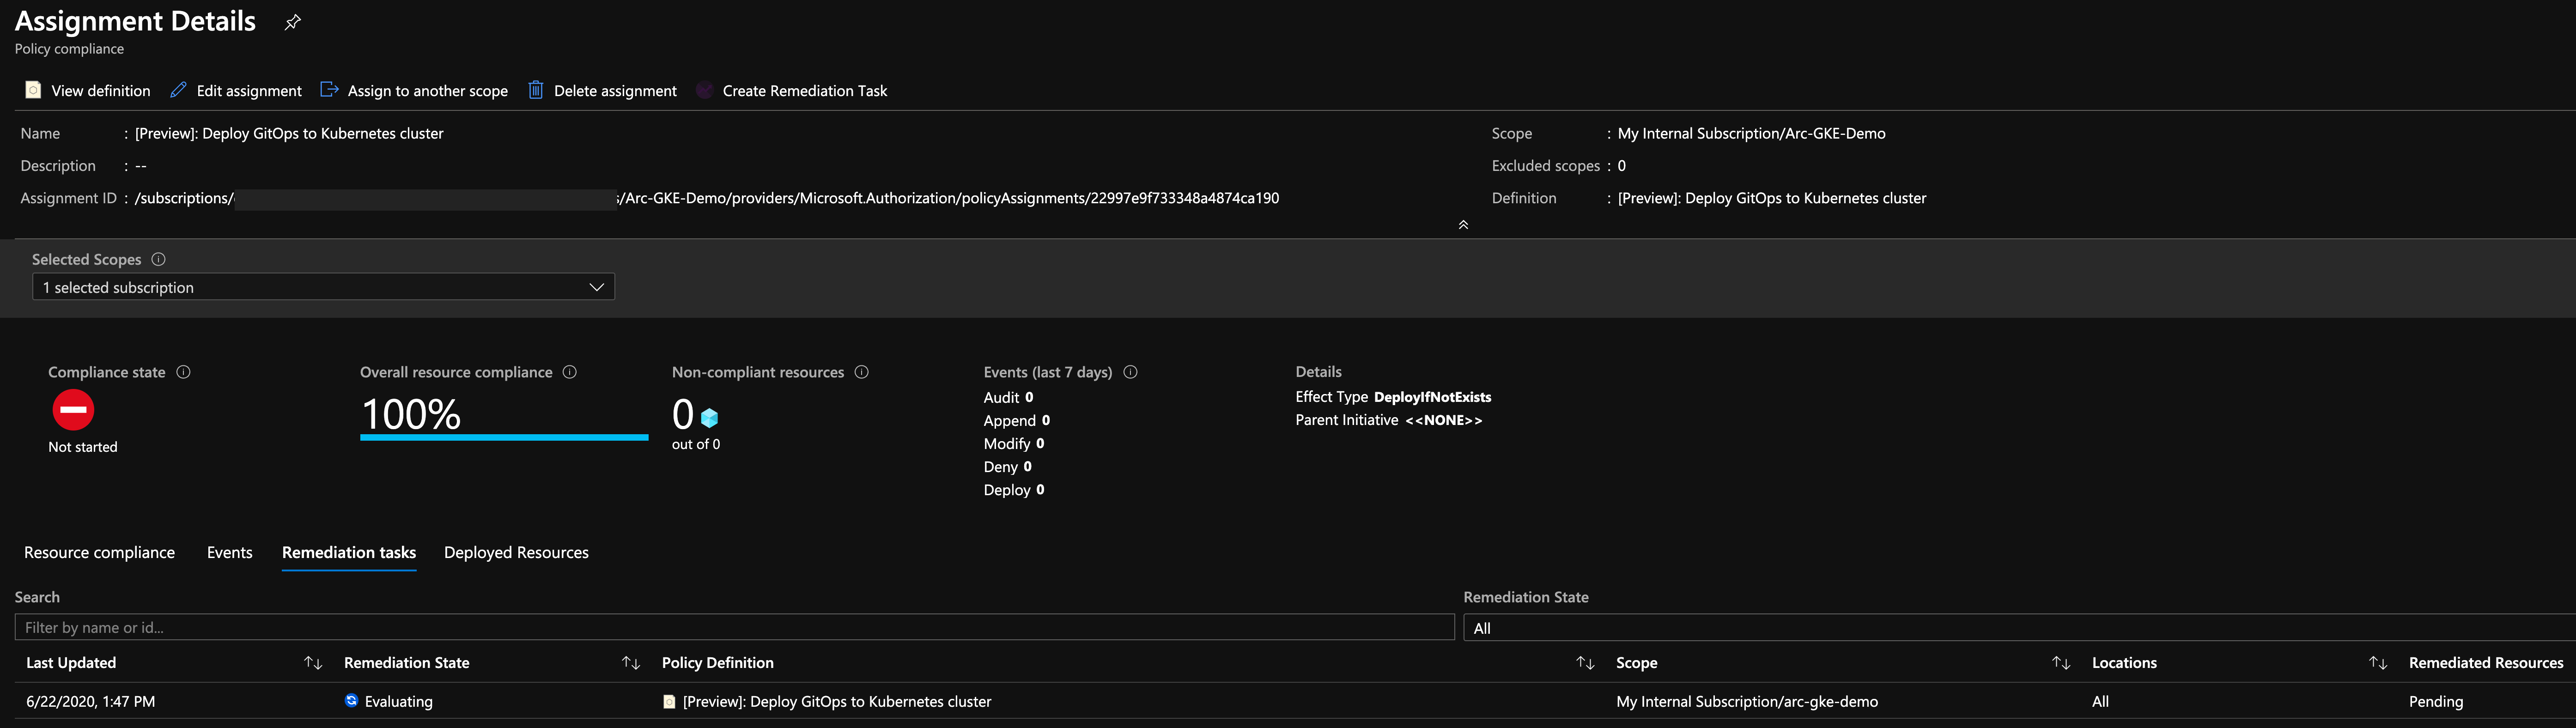 Assignment Details
Policy compliance
View definition Edit assignment Assign to another scope Delete assignment Create Remediation Task
Name : [Preview]: Deploy GitOps to Kubernetes cluster Scope : My Internal Subscription/Arc-GKE-Demo
Description : -- Excluded scopes : 0
Assignment ID : /subscriptions/ /Arc-GKE-Demo/providers/Microsoft.Authorization/policyAssignments/22997e9f733348a4874ca190 Definition : [Preview]: Deploy GitOps to Kubernetes cluster
Selected Scopes
1 selected subscription
Compliance state Overall resource compliance Non-compliant resources Events (last 7 days) Details
Audit 0 Effect Type DeployIfNotExists
100% 0 Append 0 Parent Initiative <<NONE>>
Not started out of 0 Modify 0
Deny 0
Deploy 0
Resource compliance Events Remediation tasks Deployed Resources
Search Remediation State
Filter by name or id... All
Last Updated Remediation State Policy Definition Scope Locations Remediated Resources
6/22/2020, 1:47 PM Evaluating [Preview]: Deploy GitOps to Kubernetes cluster My Internal Subscription/arc-gke-demo All Pending